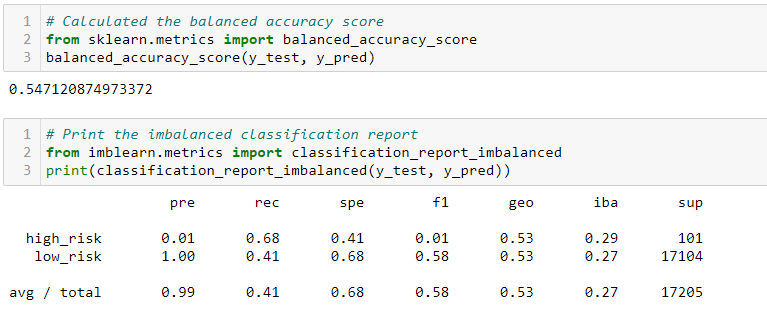 1 # Calculated the balanced accuracy score
2 from sklearn.metrics import balanced_accuracy_score
3 balanced_accuracy_score(y_test, y_pred)
0.547120874973372
1 # Print the imbalanced classification report
2 from imblearn.metrics import classification_report_imbalanced
3 print(classification_report_imbalanced(y_test, y_pred))
pre rec spe f1 geo iba sup
high_risk 0.01 0.68 0.41 0.01 0.53 0.29 101
low_risk 1.00 0.41 0.68 0.58 0.53 0.27 17104
avg / total 0.99 0.41 0.68 0.58 0.53 0.27 17205